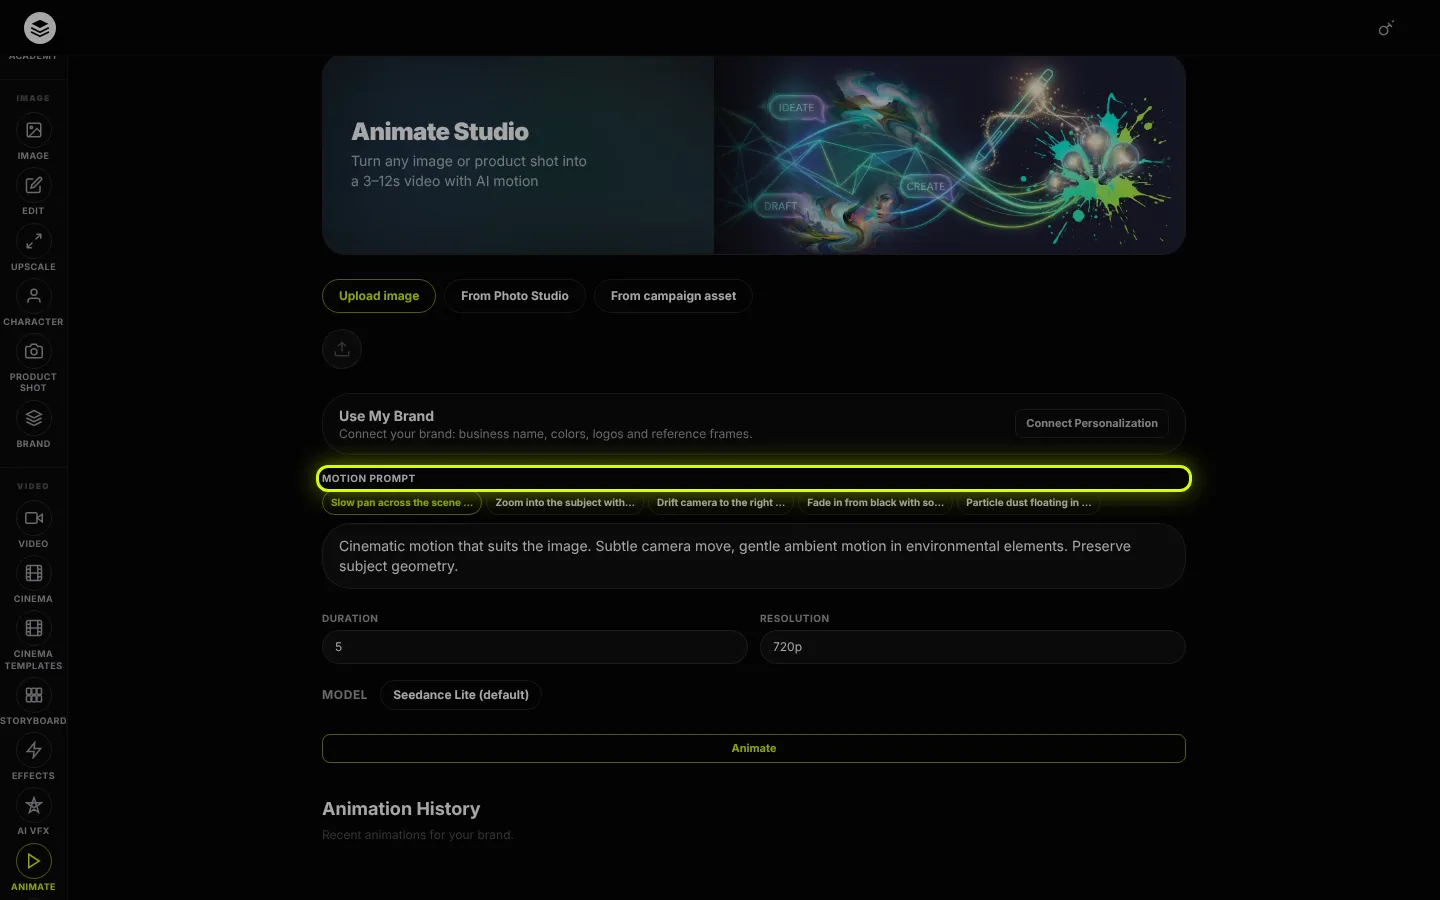 ACADEMY
IMAGE
IMAGE
EDIT
UPSCALE
CHARACTER
PRODUCT
SHOT
BRAND
VIDEO
VIDEO
CINEMA
CINEMA
TEMPLATES
STORYBOARD
EFFECTS
AI VFX
ANIMATE
Animate Studio
Turn any image or product shot into
a 3–12s video with AI motion
IDEATE
CREATE
DRAFT
Upload image
From Photo Studio
From campaign asset
Use My Brand
Connect your brand: business name, colors, logos and reference frames.
Connect Personalization
MOTION PROMPT
Slow pan across the scene ...
Zoom into the subject with...
Drift camera to the right ...
Fade in from black with so...
Particle dust floating in ...
Cinematic motion that suits the image. Subtle camera move, gentle ambient motion in environmental elements. Preserve
subject geometry.
DURATION
RESOLUTION
5
720p
MODEL
Seedance Lite (default)
Animate
Animation History
Recent animations for your brand.